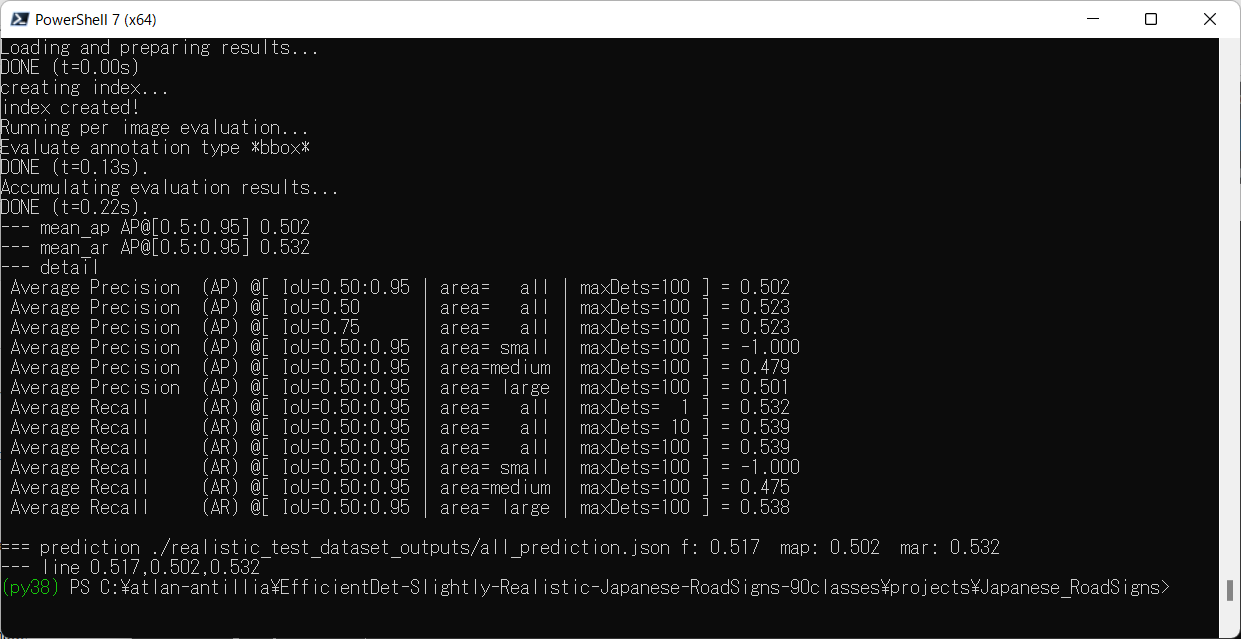 PowerShell 7 (x64)
Loading and preparing results...
DONE (t=0.00s)
creating index...
index created!
Running per image evaluation...
Evaluate annotation type *bbox*
DONE (t=0.13s).
Accumulating evaluation results...
DONE (t=0.22s).
--- mean_ap AP@[0.5:0.95] 0.502
--- mean_ar AP@[0.5:0.95] 0.532
--- detail
 Average Precision  (AP) @[ IoU=0.50:0.95 | area=   all | maxDets=100 ] = 0.502
 Average Precision  (AP) @[ IoU=0.50      | area=   all | maxDets=100 ] = 0.523
 Average Precision  (AP) @[ IoU=0.75      | area=   all | maxDets=100 ] = 0.523
 Average Precision  (AP) @[ IoU=0.50:0.95 | area= small | maxDets=100 ] = -1.000
 Average Precision  (AP) @[ IoU=0.50:0.95 | area=medium | maxDets=100 ] = 0.479
 Average Precision  (AP) @[ IoU=0.50:0.95 | area= large | maxDets=100 ] = 0.501
 Average Recall     (AR) @[ IoU=0.50:0.95 | area=   all | maxDets=  1 ] = 0.532
 Average Recall     (AR) @[ IoU=0.50:0.95 | area=   all | maxDets= 10 ] = 0.539
 Average Recall     (AR) @[ IoU=0.50:0.95 | area=   all | maxDets=100 ] = 0.539
 Average Recall     (AR) @[ IoU=0.50:0.95 | area= small | maxDets=100 ] = -1.000
 Average Recall     (AR) @[ IoU=0.50:0.95 | area=medium | maxDets=100 ] = 0.475
 Average Recall     (AR) @[ IoU=0.50:0.95 | area= large | maxDets=100 ] = 0.538
=== prediction ./realistic_test_dataset_outputs/all_prediction.json f: 0.517  map: 0.502  mar: 0.532
--- line 0.517,0.502,0.532
(py38) PS C:¥atlan-antillia¥EfficientDet-Slightly-Realistic-Japanese-RoadSigns-90classes¥projects¥Japanese_RoadSigns>